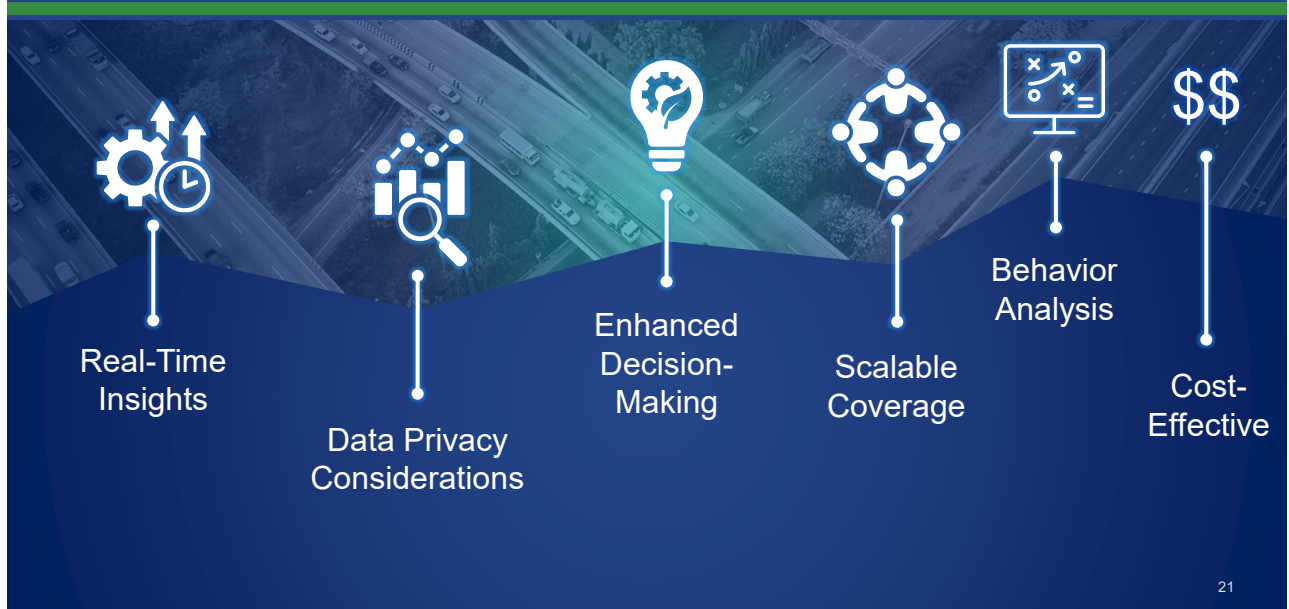 $$
Real-Time
Insights
Data Privacy
Considerations
Enhanced
Decision-
Making
Scalable
Coverage
Behavior
Analysis
Cost-
Effective
21